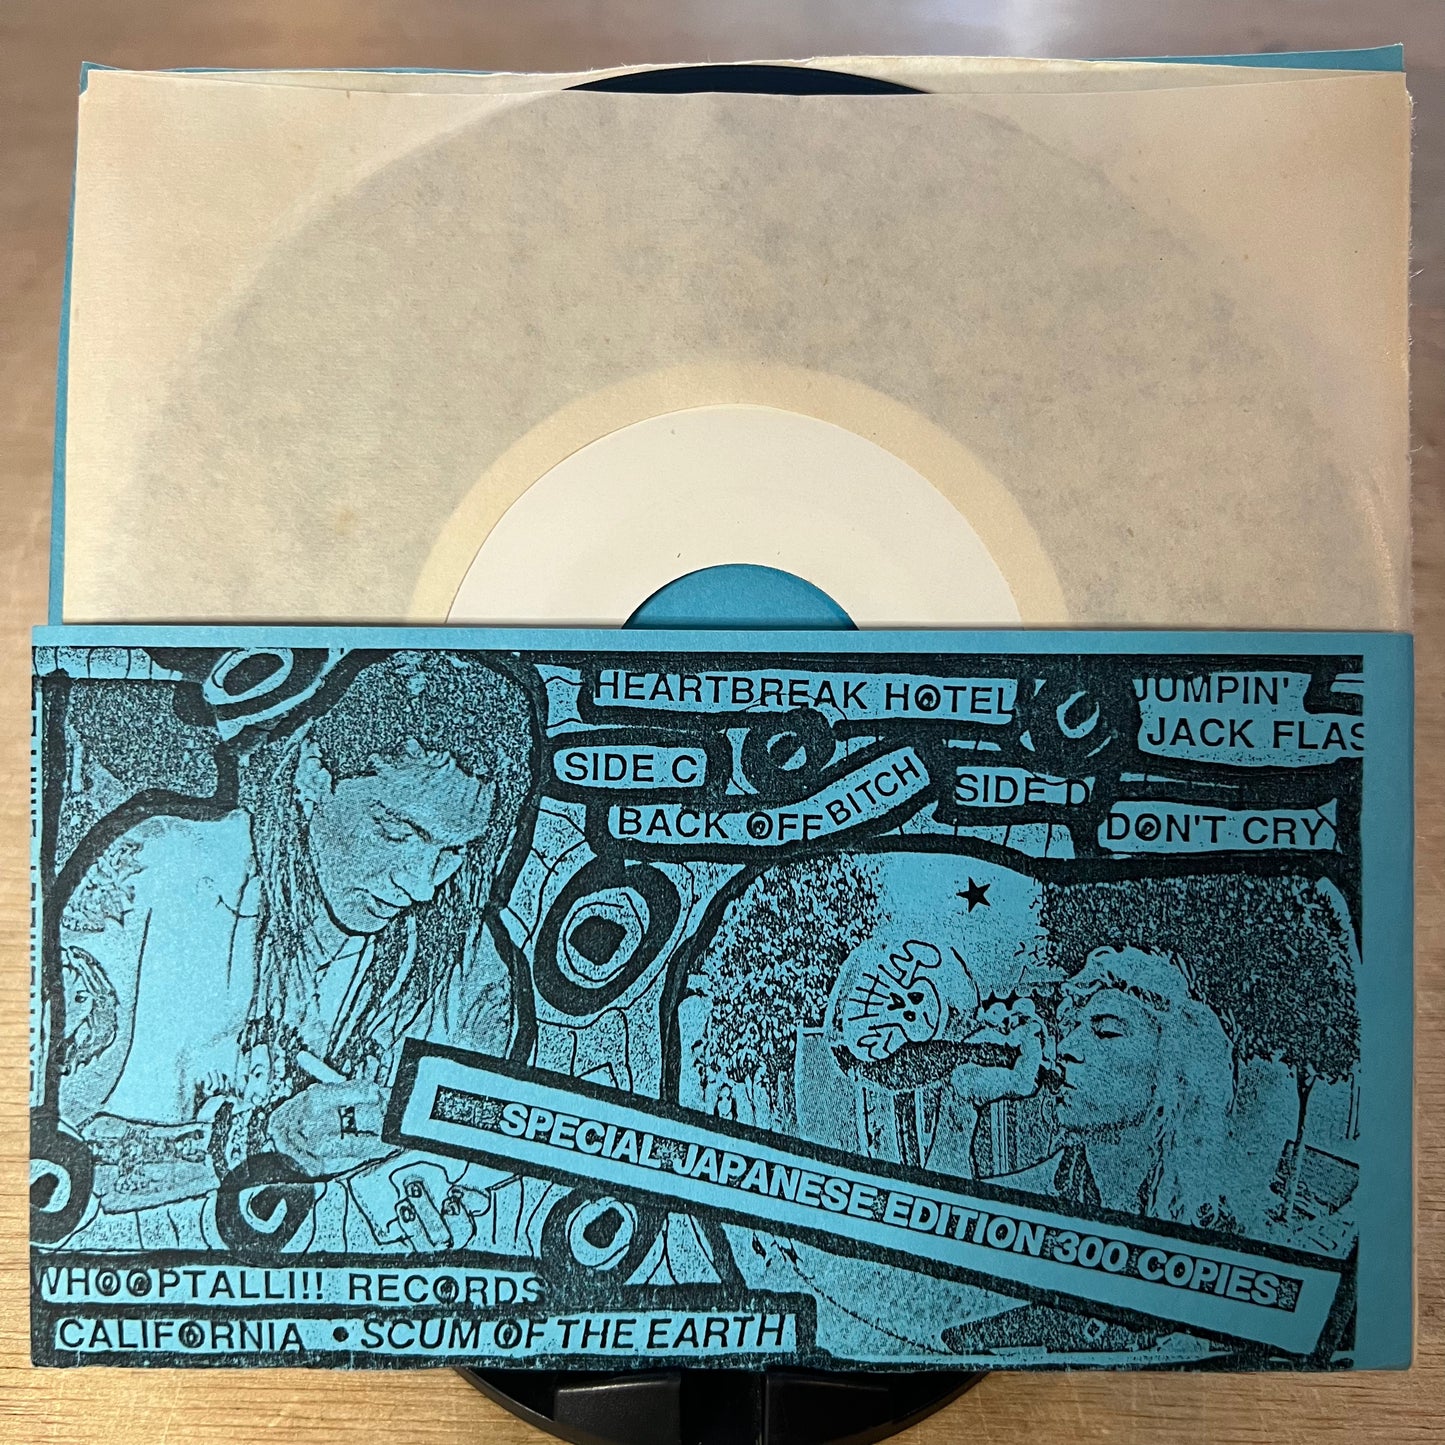 HEARTBREAK HOTEL
SIDE C
BACK OFF BITCH
JUMPIN'
JACK FLAS
SIDE D
DON'T CRY
SPECIAL JAPANESE EDITION 300 COPIES
WHOOPTALLI!! RECORDS
CALIFORNIA • SCUM OF THE EARTH